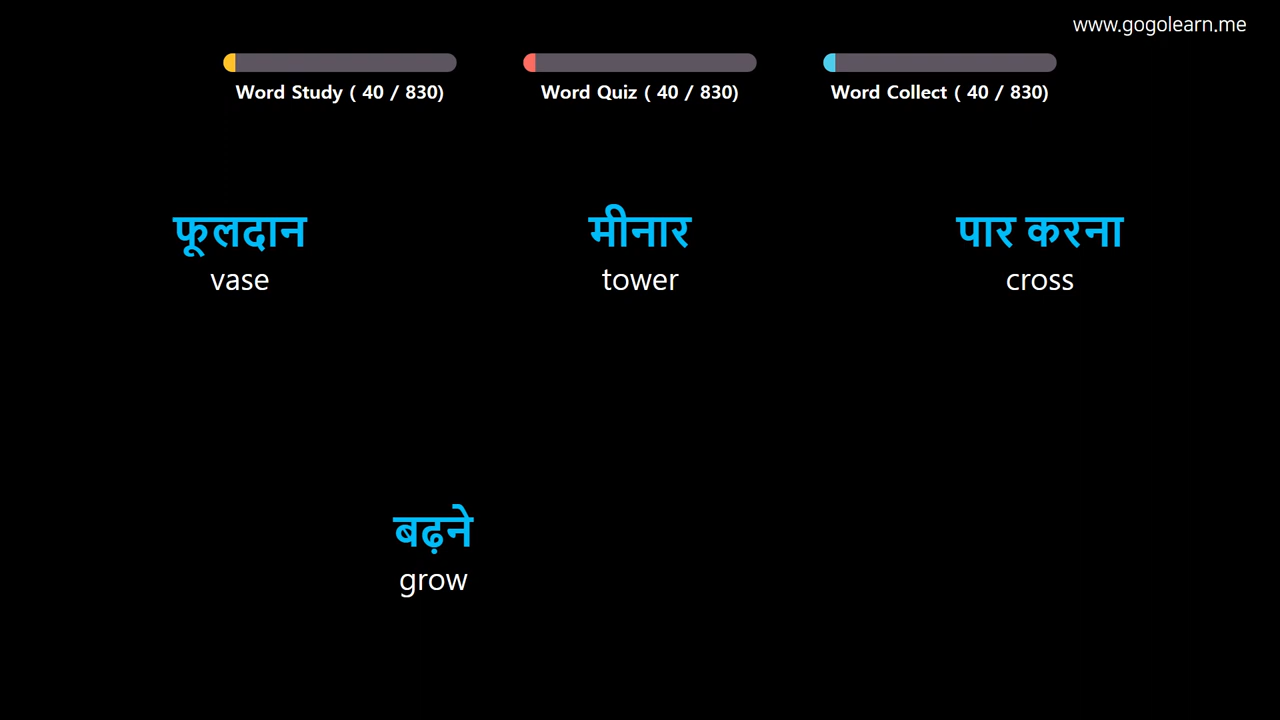 www.gogolearn.me
Word Study ( 40 / 830)
Word Quiz ( 40 / 830)
Word Collect ( 40 / 830)
फूलदान
vase
मीनार
tower
पार करना
cross
बढ़ने
grow